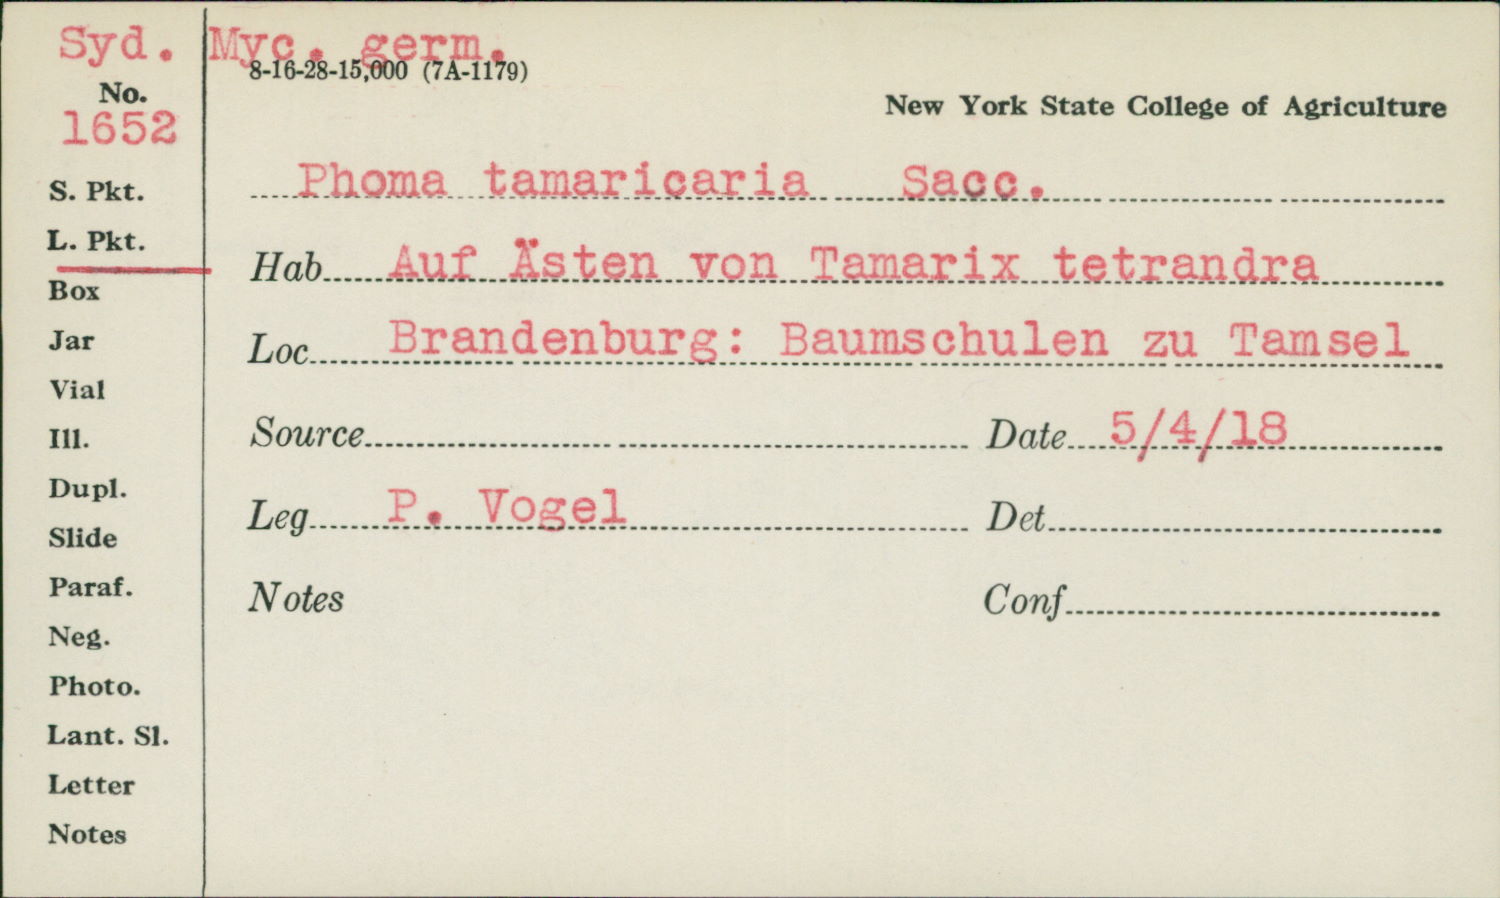 Syd. Myc. germ.
8-16-28-15,000 (7A-1179)
No.
1652
New York State College of Agriculture
Phoma tamaricaria Sacc.
S. Pkt.
L. Pkt.
Hab Auf Ästen von Tamarix tetrandra
Box
Jar
Loc Brandenburg: Baumschulen zu Tamsel
Vial
Ill.
Source Date 5/4/18
Dupl.
Leg P. Vogel Det
Slide
Paraf.
Notes Conf
Neg.
Photo.
Lant. Sl.
Letter
Notes